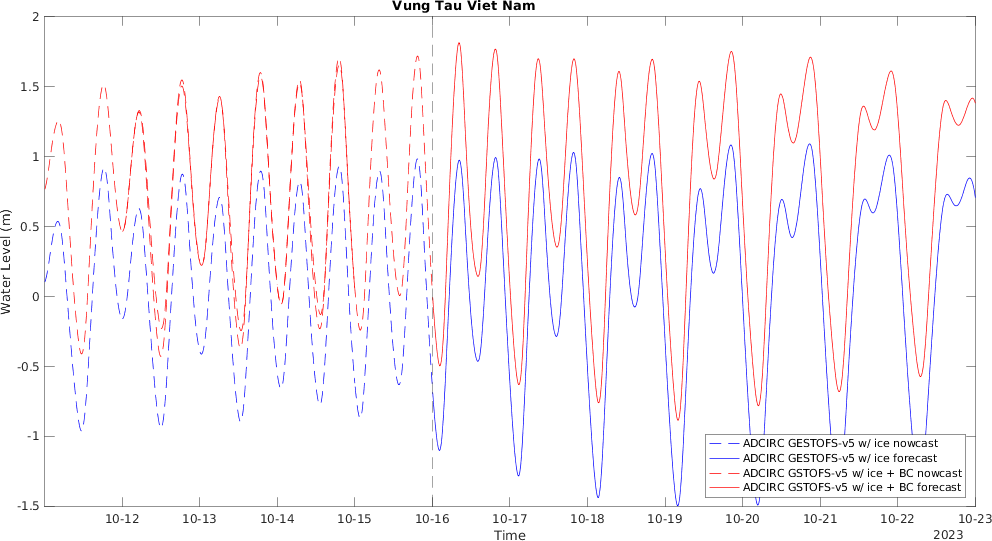 Vung Tau Viet Nam
2
1.5
1
0.5
0
-0.5
-1
-1.5
Water Level (m)
10-12 10-13 10-14 10-15 10-16 10-17 10-18 10-19 10-20 10-21 10-22 10-23
Time
2023
ADCIRC GESTOFS-v5 w/ ice nowcast
ADCIRC GESTOFS-v5 w/ ice forecast
ADCIRC GSTOFS-v5 w/ ice + BC nowcast
ADCIRC GSTOFS-v5 w/ ice + BC forecast